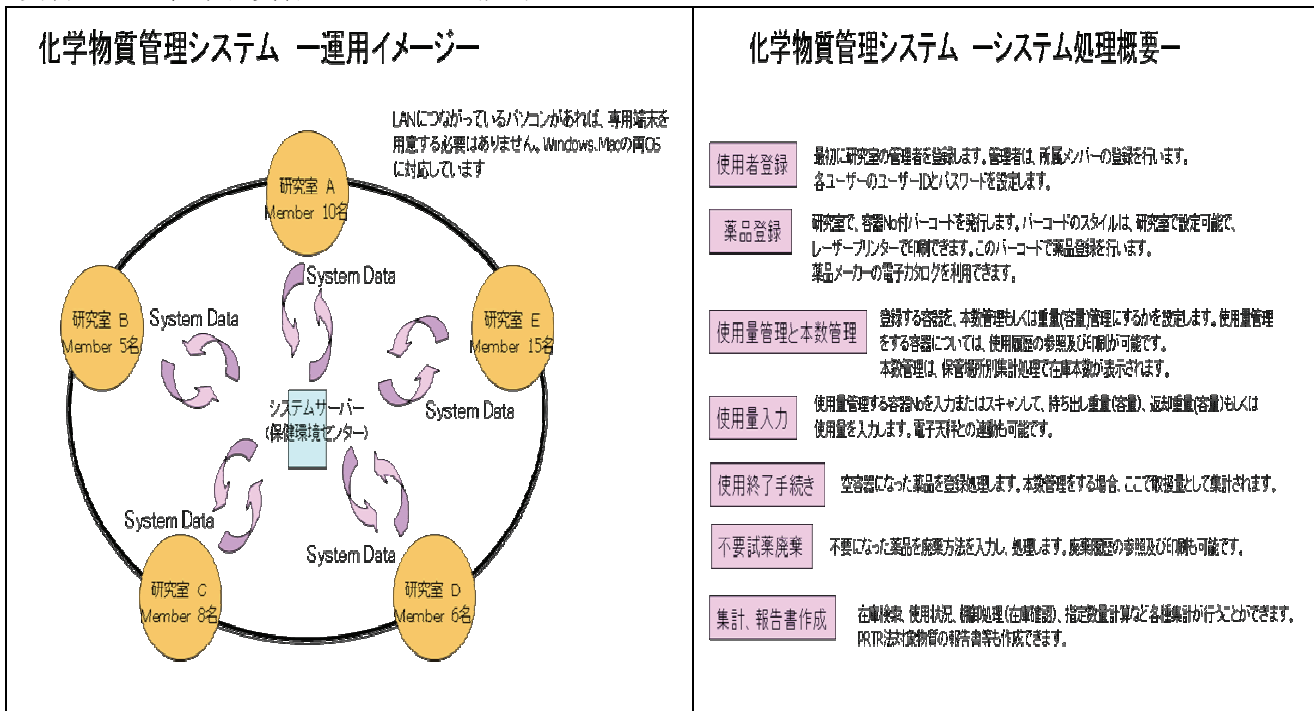 化学物質管理システム ー運用イメージー
LANにつながっているパソコンがあれば、専用端末を
用意する必要はありません。Windows、Macの両OS
に対応しています
研究室 A
Member 10名
System Data
研究室 B
Member 5名
System Data
研究室 E
Member 15名
System Data
システムサーバー
(保健環境センター)
System Data
System Data
研究室 C
Member 8名
研究室 D
Member 6名
化学物質管理システム ーシステム処理概要ー
使用者登録
最初に研究室の管理者を登録します。管理者は、所属メンバーの登録を行います。
各ユーザーのユーザーIDとパスワードを設定します。
薬品登録
研究室で、容器No付バーコードを発行します。バーコードのスタイルは、研究室で設定可能で、
レーザープリンターで印刷できます。このバーコードで薬品登録を行います。
薬品メーカーの電子カタログを利用できます。
使用量管理と本数管理
登録する容器を、本数管理もしくは重量(容量)管理にするかを設定します。使用量管理
をする容器については、使用履歴の参照及び印刷が可能です。
本数管理は、保管場所別集計処理で在庫本数が表示されます。
使用量入力
使用量管理する容器Noを入力またはスキャンして、持ち出し重量(容量)、返却重量(容量)もしくは
使用量を入力します。電子天秤との連動も可能です。
使用終了手続き
空容器になった薬品を登録処理します。本数管理をする場合、ここで取扱量として集計されます。
不要試薬廃棄
不要になった薬品を廃棄方法を入力し、処理します。廃棄履歴の参照及び印刷も可能です。
集計、報告書作成
在庫検索、使用状況、棚卸処理(在庫確認)、指定数量計算など各種集計が行うことができます。
PRTR法対象物質の報告書等も作成できます。